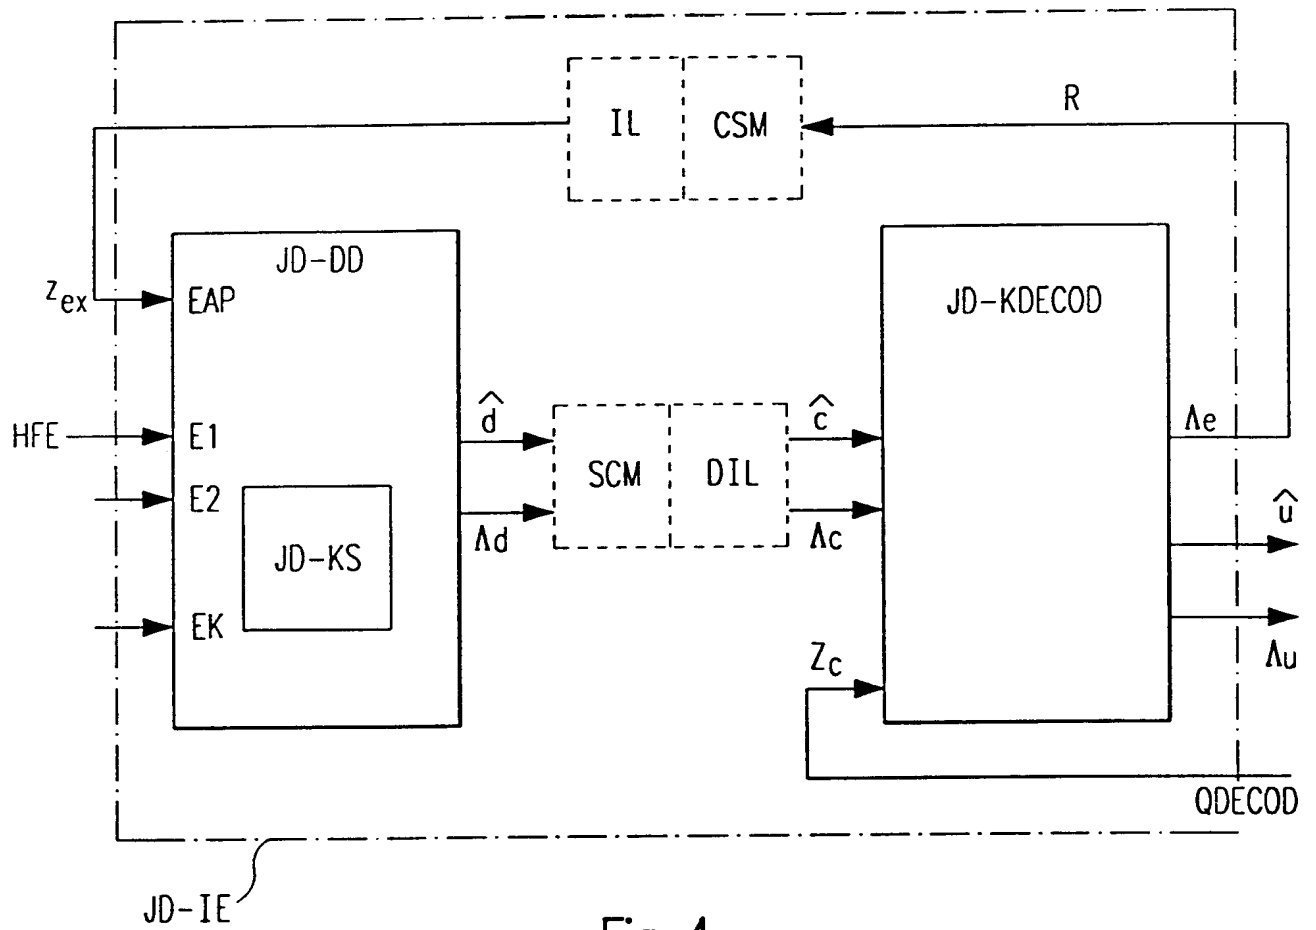 R
IL CSM
JD-DD
z_ex EAP
JD-KDECOD
HFE E1
E2
JD-KS
EK
d̂
Λd
SCM DIL
ĉ
Λc
Λe
û
Λu
Zc
QDECOD
JD-IE